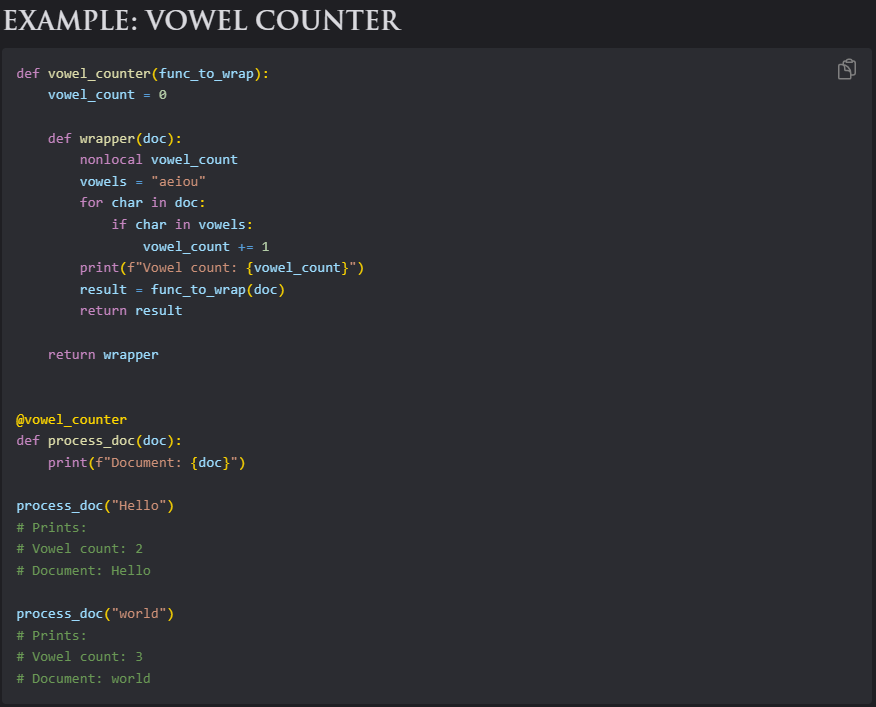 EXAMPLE: VOWEL COUNTER
def vowel_counter(func_to_wrap):
    vowel_count = 0

    def wrapper(doc):
        nonlocal vowel_count
        vowels = "aeiou"
        for char in doc:
            if char in vowels:
                vowel_count += 1
        print(f"Vowel count: {vowel_count}")
        result = func_to_wrap(doc)
        return result

    return wrapper


@vowel_counter
def process_doc(doc):
    print(f"Document: {doc}")

process_doc("Hello")
# Prints:
# Vowel count: 2
# Document: Hello

process_doc("world")
# Prints:
# Vowel count: 3
# Document: world